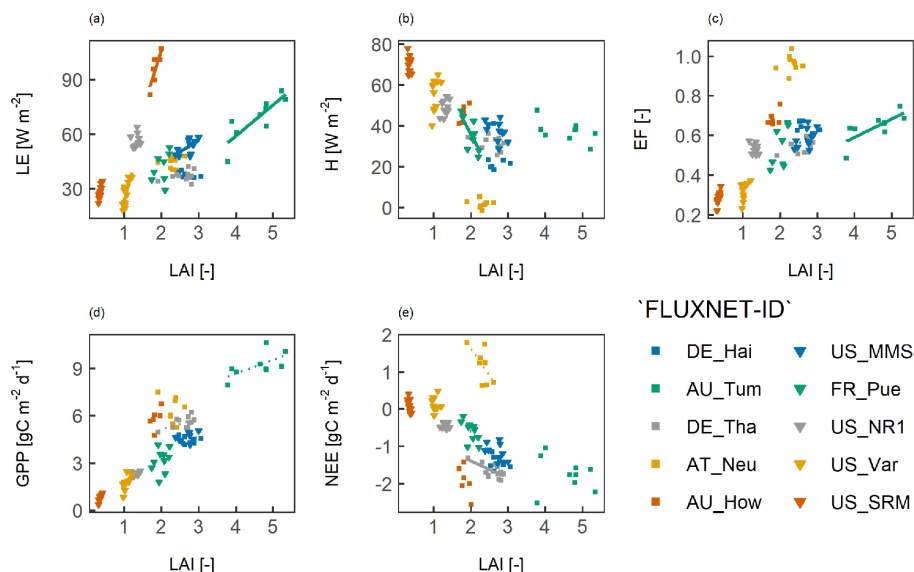 (a)
LE [W m⁻²]
90
60
30
1 2 3 4 5
LAI [-]
(b)
H [W m⁻²]
80
60
40
20
0
1 2 3 4 5
LAI [-]
(c)
EF [-]
1.0
0.8
0.6
0.4
0.2
1 2 3 4 5
LAI [-]
(d)
GPP [gC m⁻² d⁻¹]
9
6
3
0
1 2 3 4 5
LAI [-]
(e)
NEE [gC m⁻² d⁻¹]
2
1
0
-1
-2
1 2 3 4 5
LAI [-]
`FLUXNET-ID`
DE_Hai US_MMS
AU_Tum FR_Pue
DE_Tha US_NR1
AT_Neu US_Var
AU_How US_SRM